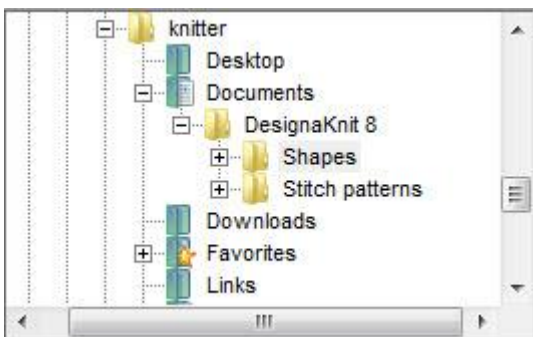 knitter
Desktop
Documents
DesignaKnit 8
Shapes
Stitch patterns
Downloads
Favorites
Links